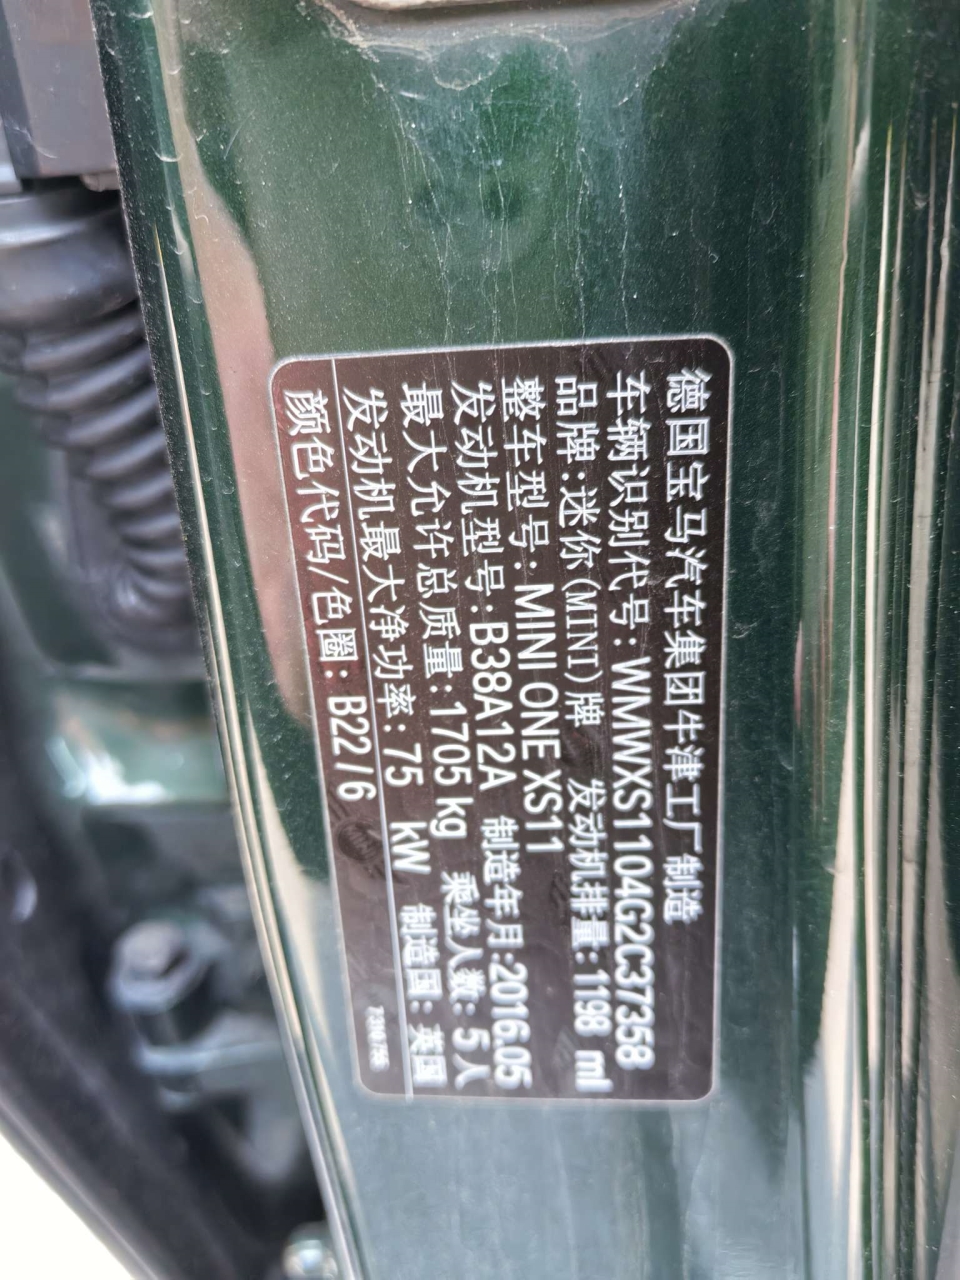 德国宝马汽车集团牛津工厂制造
车辆识别代号: WMWXS1104G2C37358
品牌:迷你(MINI)牌 发动机排量:1198 ml
整车型号: MINI ONE XS11
发动机型号: B38A12A 制造年月:2016.05
最大允许总质量:1705 kg 乘坐人数: 5人
发动机最大净功率: 75 kW 制造国: 英国
颜色代码/色圈: B22 / 6